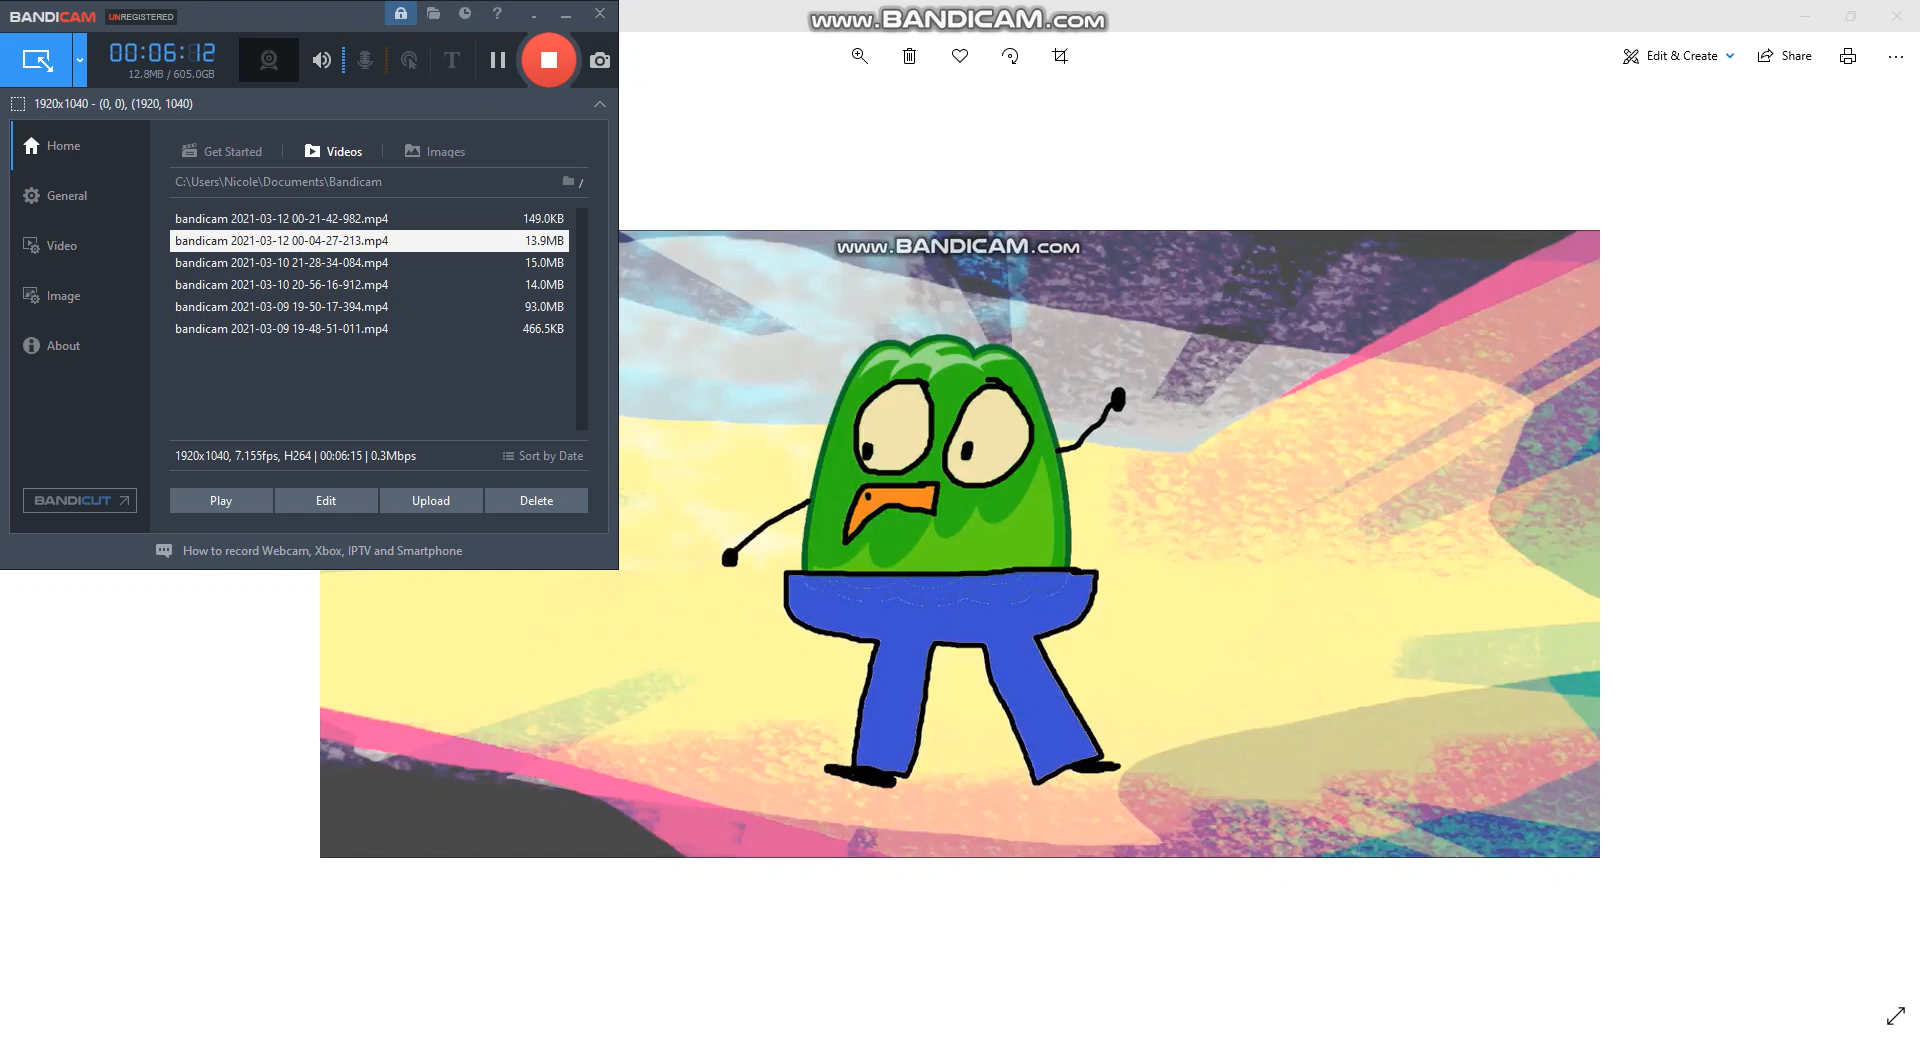 BANDICAM UNREGISTERED
www.BANDICAM.com
00:06:12
12.8MB / 605.0GB
Edit & Create
Share
1920x1040 - (0, 0), (1920, 1040)
Home
General
Video
Image
About
BANDICUT
Get Started
Videos
Images
C:\Users\Nicole\Documents\Bandicam
/
bandicam 2021-03-12 00-21-42-982.mp4 149.0KB
bandicam 2021-03-12 00-04-27-213.mp4 13.9MB
bandicam 2021-03-10 21-28-34-084.mp4 15.0MB
bandicam 2021-03-10 20-56-16-912.mp4 14.0MB
bandicam 2021-03-09 19-50-17-394.mp4 93.0MB
bandicam 2021-03-09 19-48-51-011.mp4 466.5KB
1920x1040, 7.155fps, H264 | 00:06:15 | 0.3Mbps
Sort by Date
Play
Edit
Upload
Delete
How to record Webcam, Xbox, IPTV and Smartphone
www.BANDICAM.com